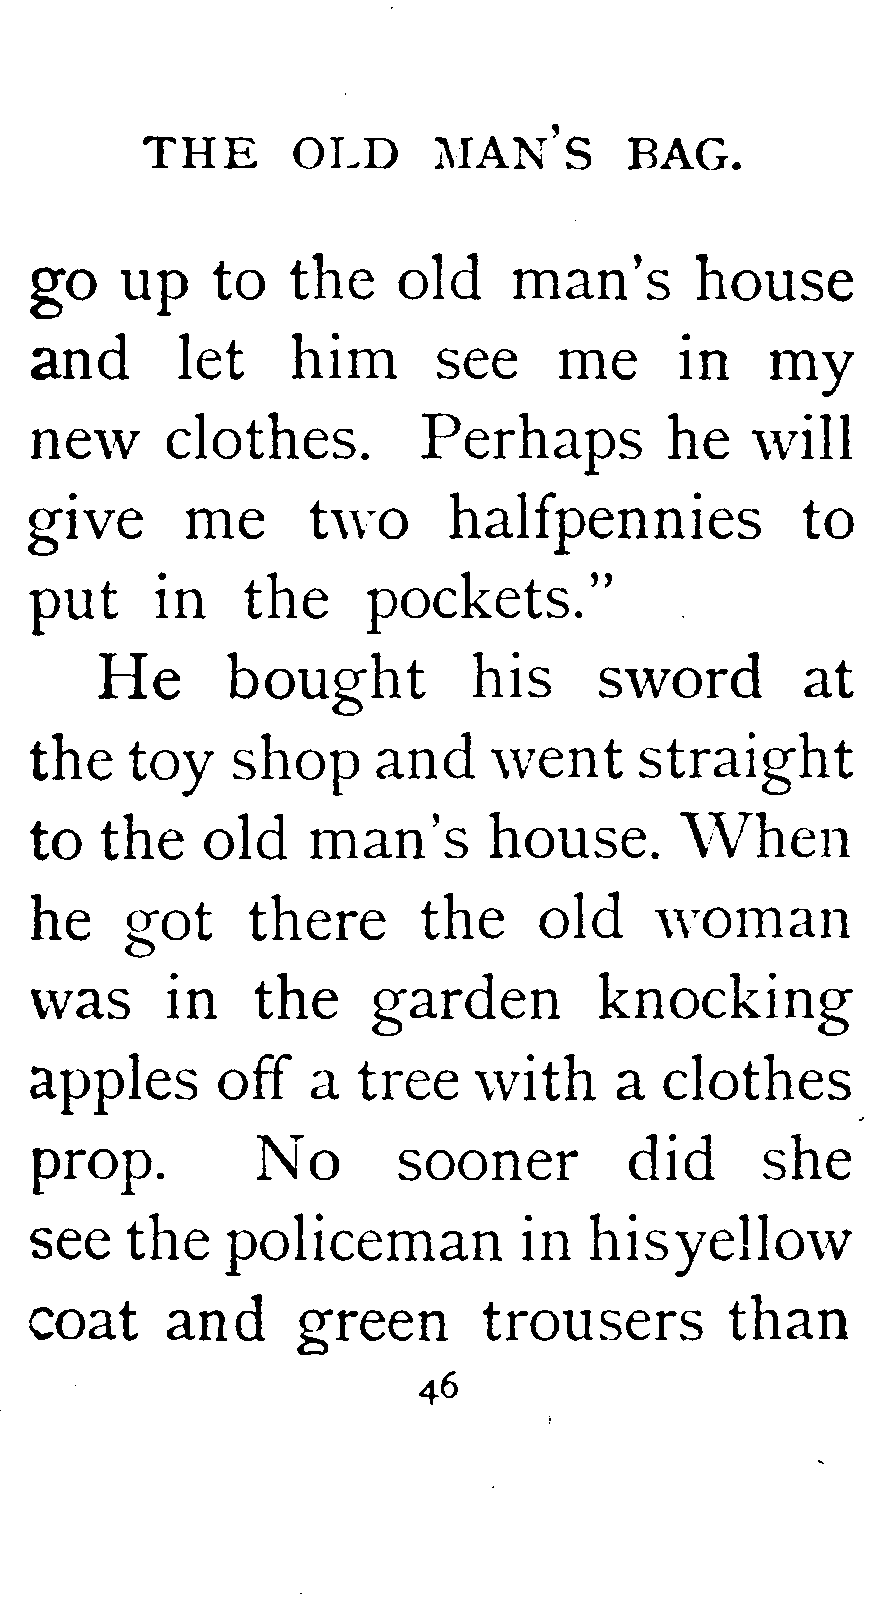 THE OLD MAN'S BAG.
go up to the old man's house
and let him see me in my
new clothes. Perhaps he will
give me two halfpennies to
put in the pockets.”
He bought his sword at
the toy shop and went straight
to the old man's house. When
he got there the old woman
was in the garden knocking
apples off a tree with a clothes
prop. No sooner did she
see the policeman in his yellow
coat and green trousers than
46